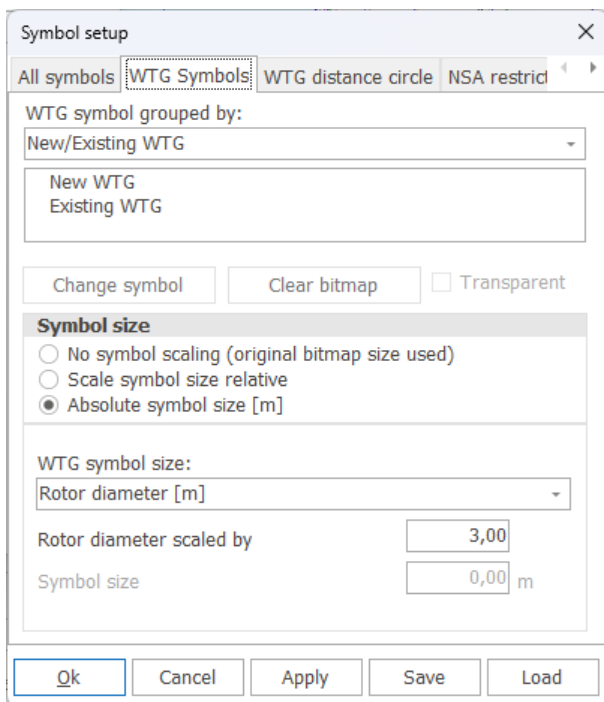 Symbol setup
All symbols WTG Symbols WTG distance circle NSA restrict
WTG symbol grouped by:
New/Existing WTG
New WTG
Existing WTG
Change symbol Clear bitmap Transparent
Symbol size
No symbol scaling (original bitmap size used)
Scale symbol size relative
Absolute symbol size [m]
WTG symbol size:
Rotor diameter [m]
Rotor diameter scaled by 3,00
Symbol size 0,00 m
Ok Cancel Apply Save Load